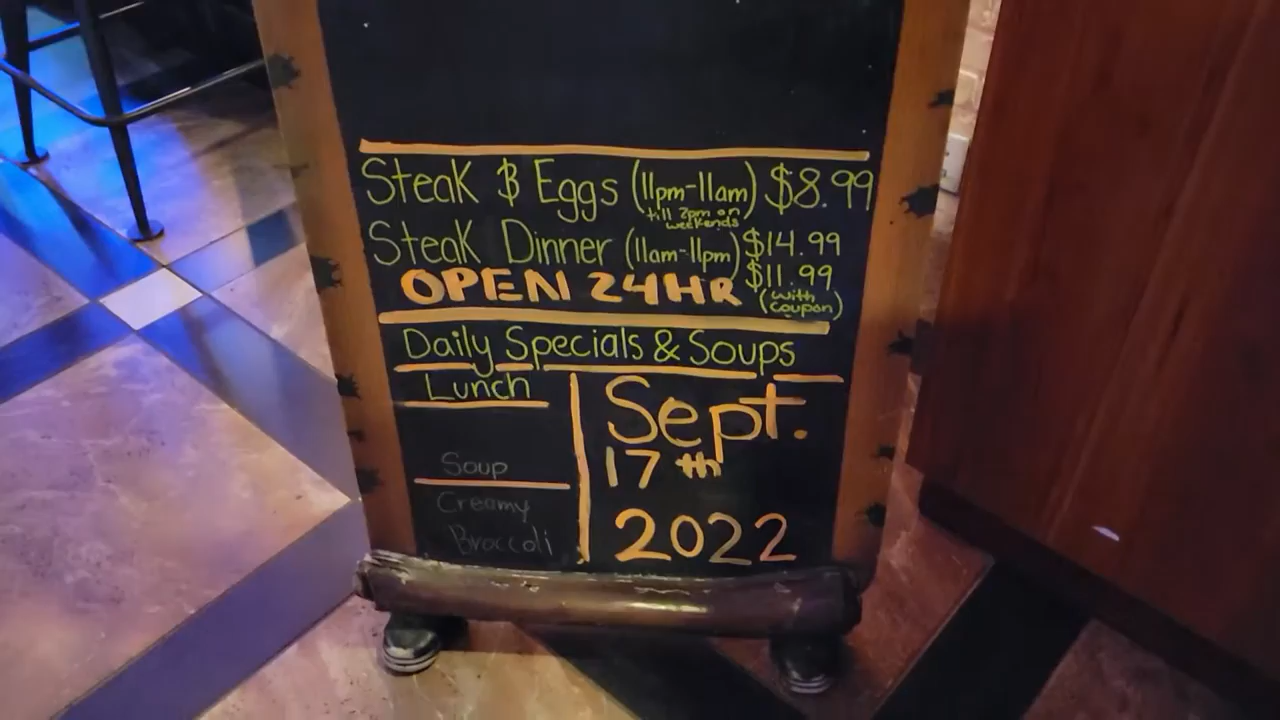 Steak & Eggs (11pm-11am) $8.99
till 2pm on
weekends
Steak Dinner (11am-11pm) $14.99
$11.99
OPEN 24HR
(with
coupon)
Daily Specials & Soups
Lunch
Soup
Creamy
Broccoli
Sept.
17th
2022